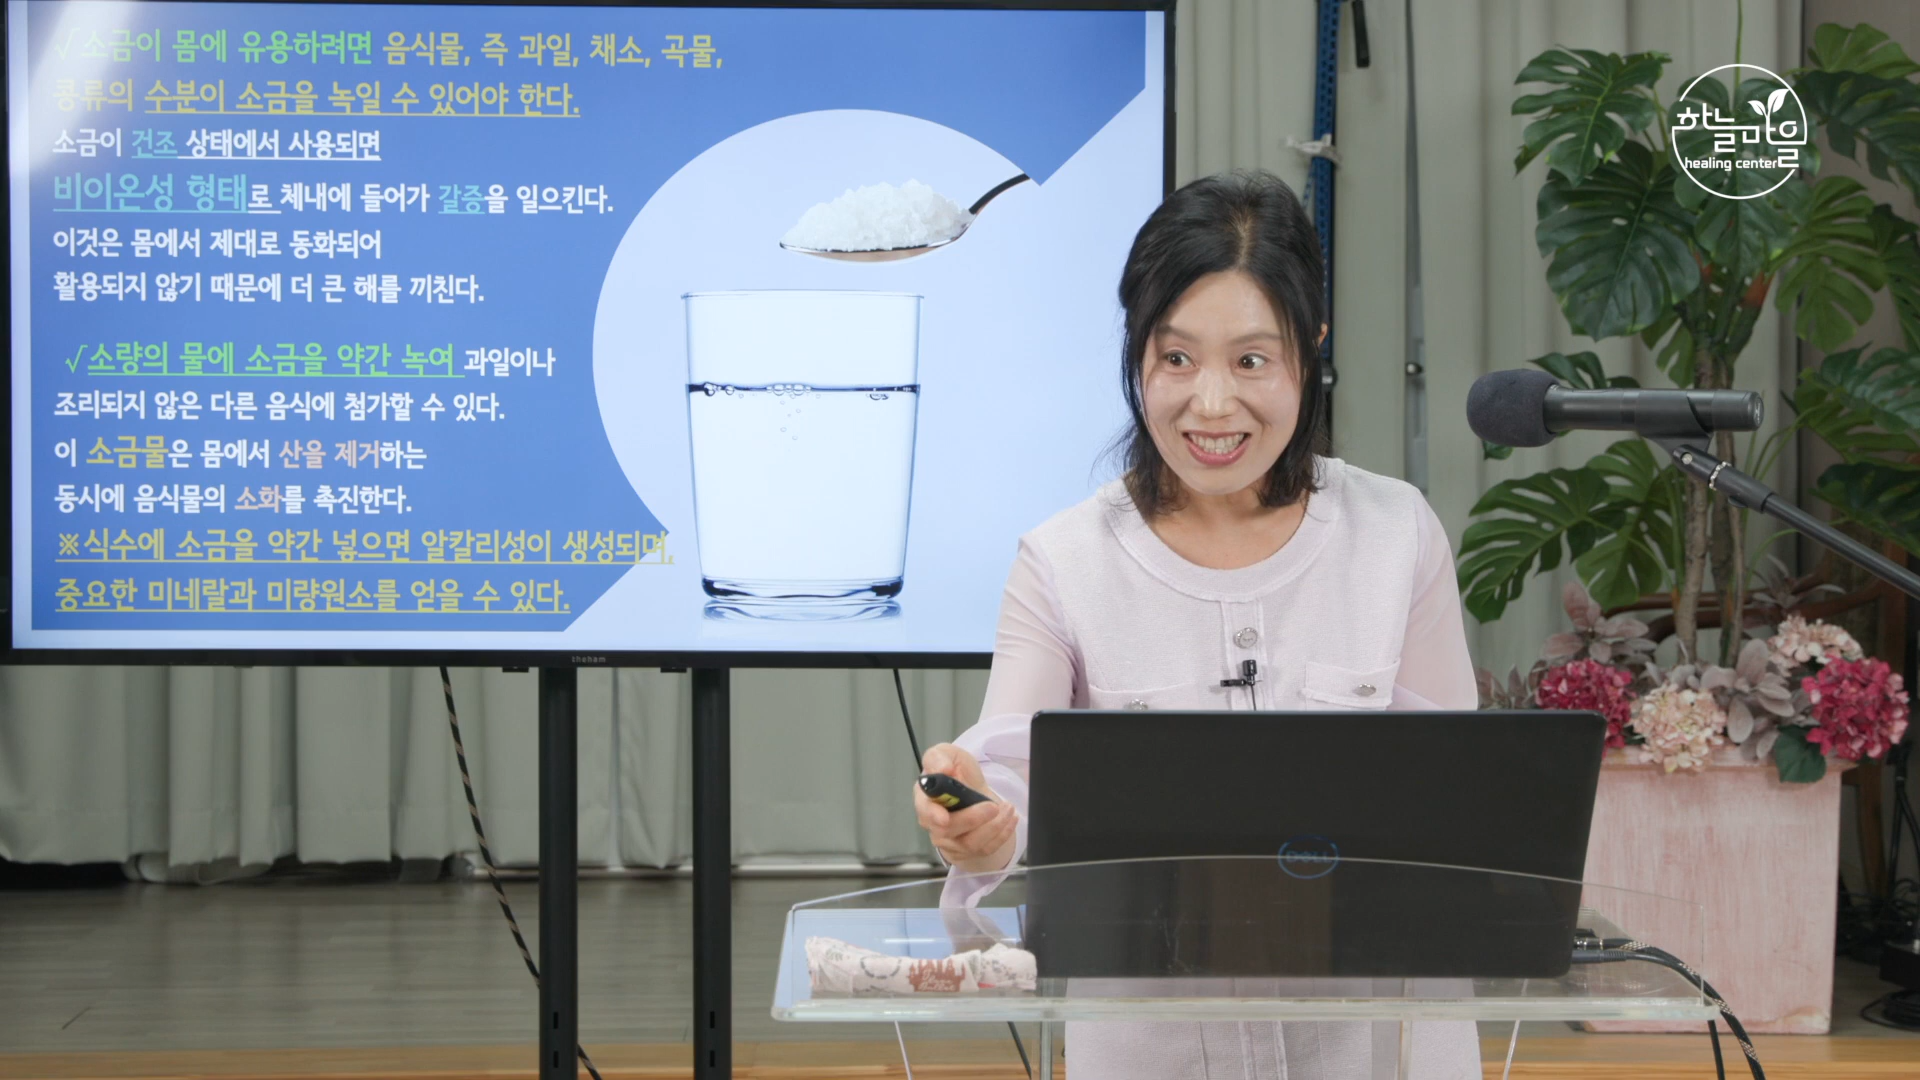 √소금이 몸에 유용하려면 음식물, 즉 과일, 채소, 곡물,
콩류의 수분이 소금을 녹일 수 있어야 한다.
소금이 건조 상태에서 사용되면
비이온성 형태로 체내에 들어가 갈증을 일으킨다.
이것은 몸에서 제대로 동화되어
활용되지 않기 때문에 더 큰 해를 끼친다.
√소량의 물에 소금을 약간 녹여 과일이나
조리되지 않은 다른 음식에 첨가할 수 있다.
이 소금물은 몸에서 산을 제거하는
동시에 음식물의 소화를 촉진한다.
※식수에 소금을 약간 넣으면 알칼리성이 생성되며,
중요한 미네랄과 미량원소를 얻을 수 있다.
theham
하늘마을
healing center
DELL